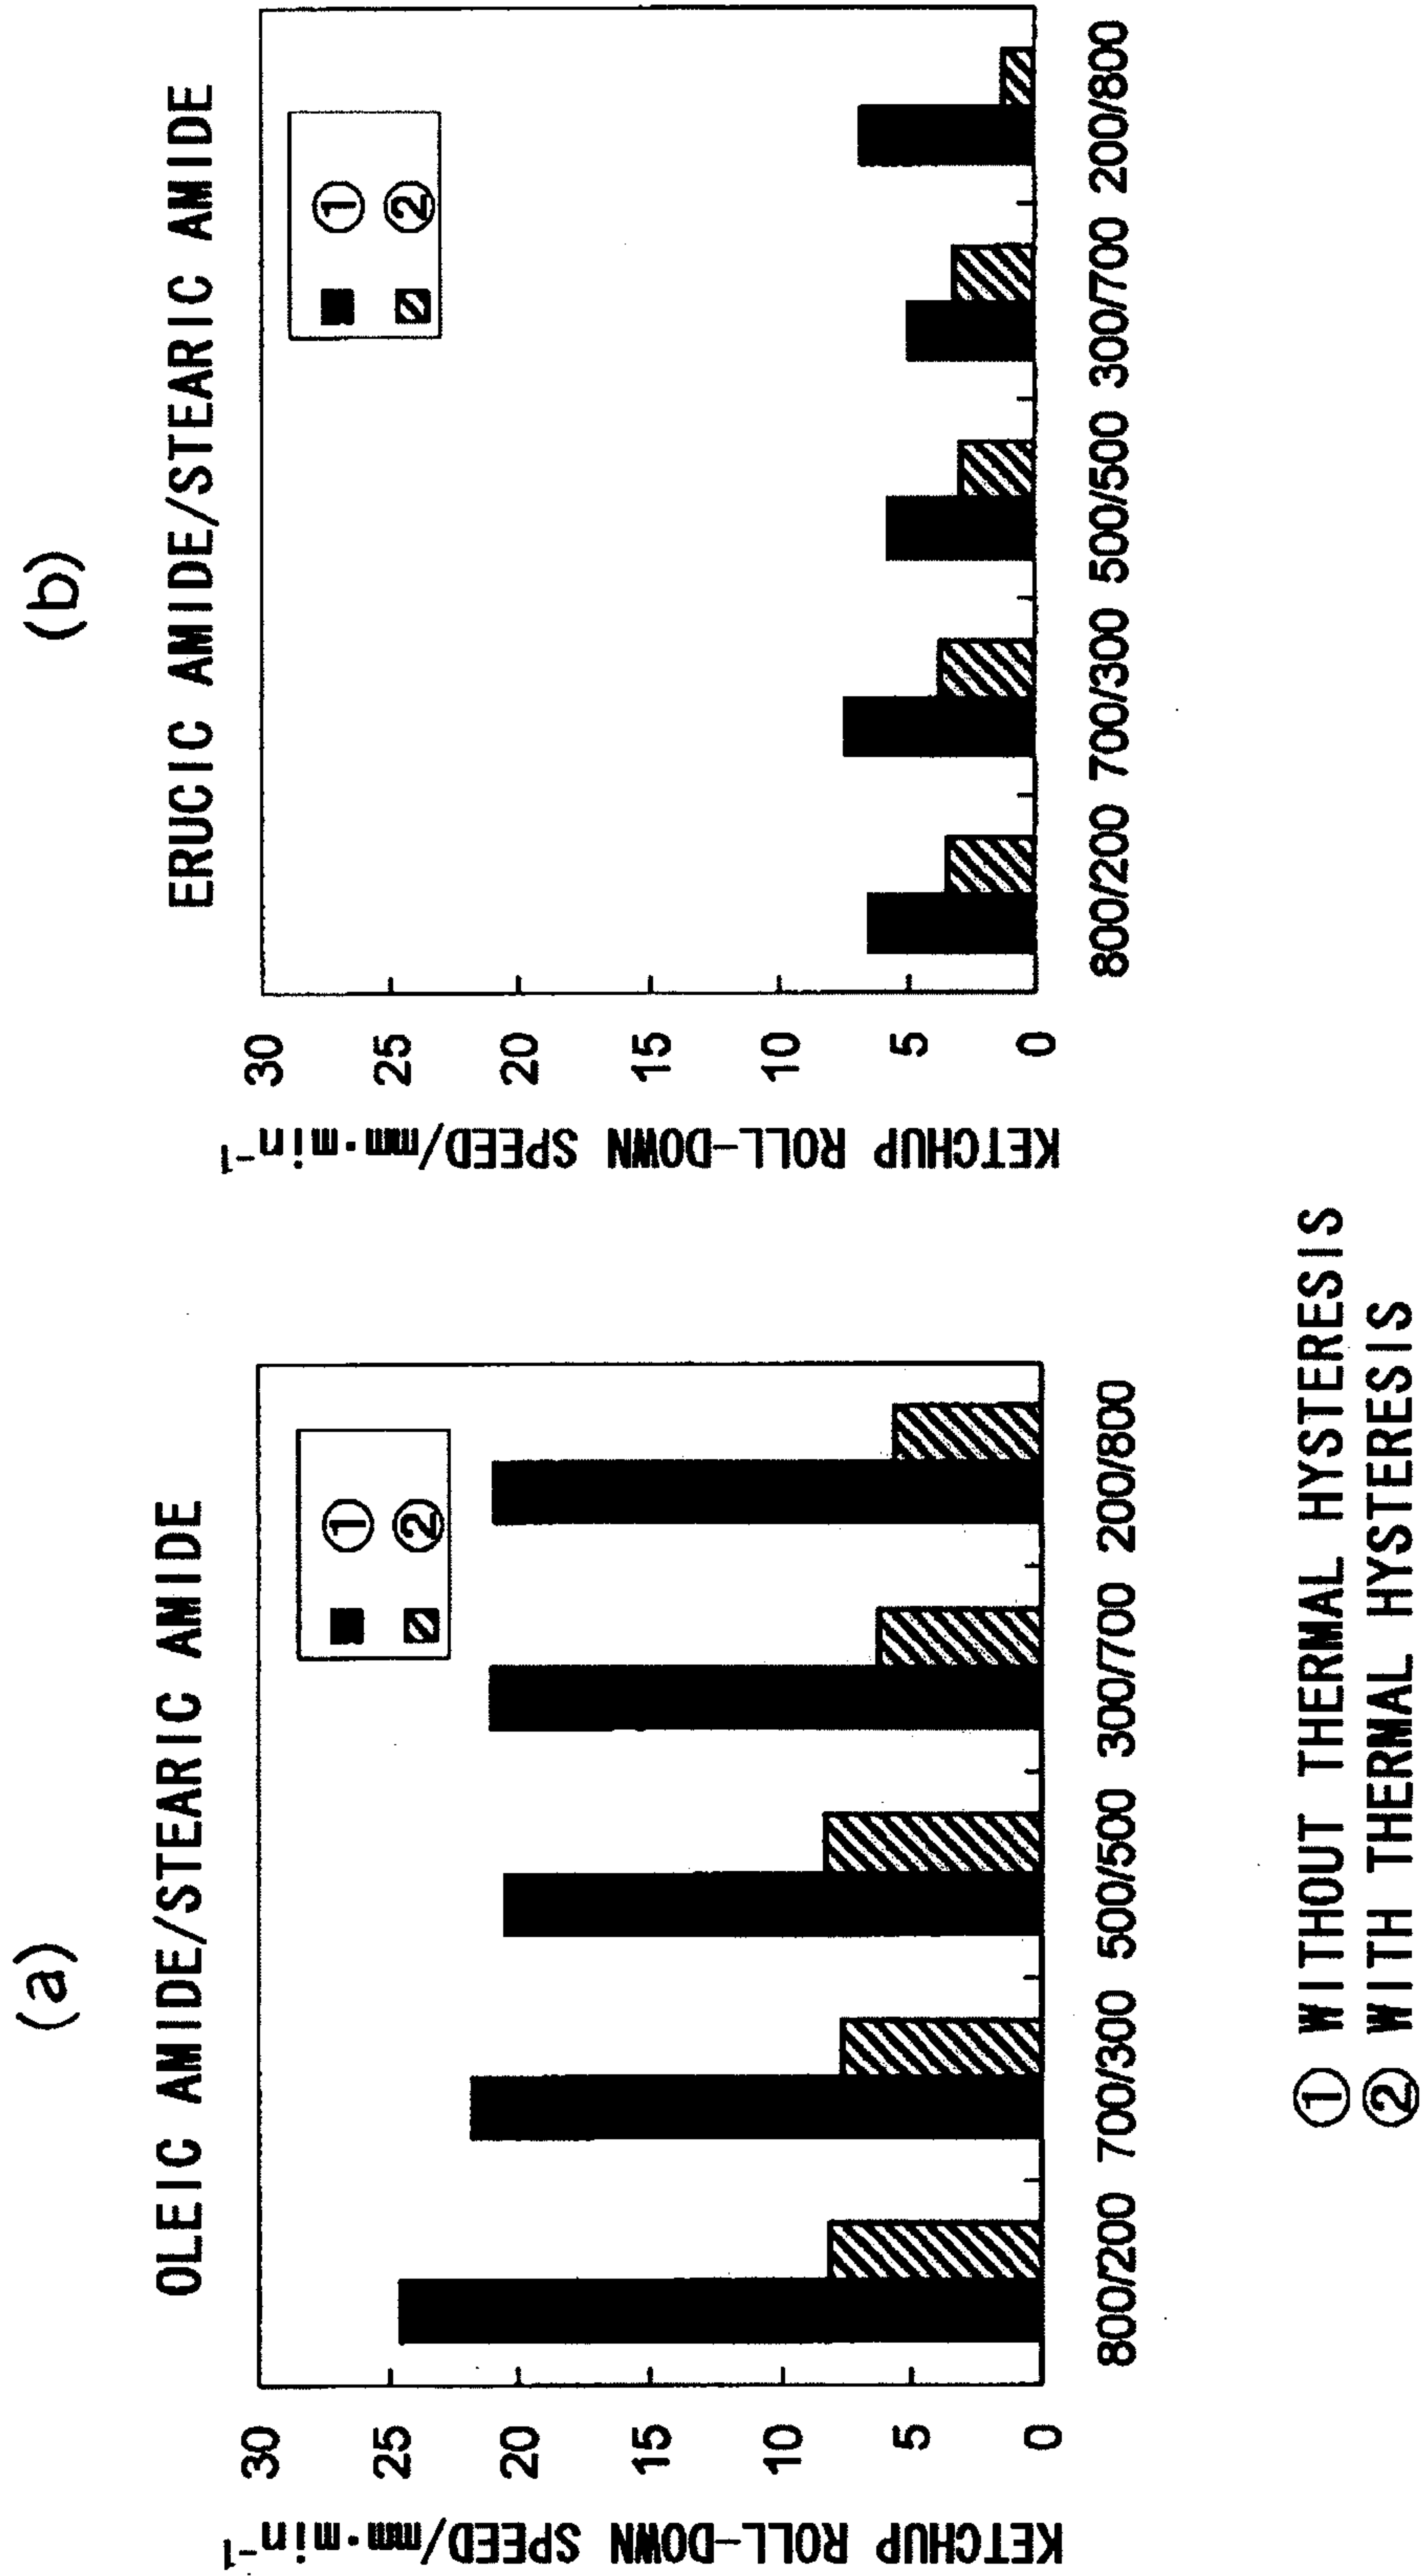 (a)
OLEIC AMIDE/STEARIC AMIDE
KETCHUP ROLL-DOWN SPEED/mm·min⁻¹
30
25
20
15
10
5
0
①
②
800/200 700/300 500/500 300/700 200/800
(b)
ERUCIC AMIDE/STEARIC AMIDE
KETCHUP ROLL-DOWN SPEED/mm·min⁻¹
30
25
20
15
10
5
0
①
②
800/200 700/300 500/500 300/700 200/800
① WITHOUT THERMAL HYSTERESIS
② WITH THERMAL HYSTERESIS